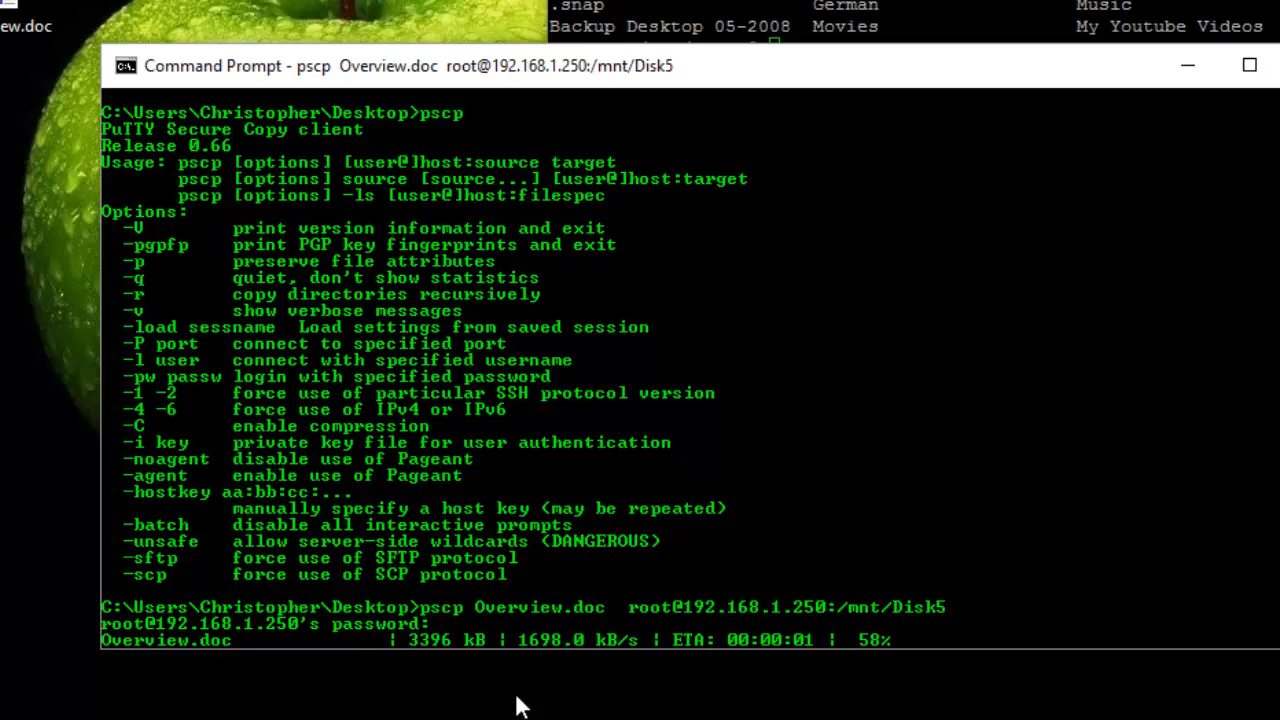 .snap German Music
ew.doc
Backup Desktop 05-2008 Movies My Youtube Videos
Command Prompt - pscp Overview.doc root@192.168.1.250:/mnt/Disk5
C:\Users\Christopher\Desktop>pscp
PuTTY Secure Copy client
Release 0.66
Usage: pscp [options] [user@]host:source target
pscp [options] source [source...] [user@]host:target
pscp [options] -ls [user@]host:filespec
Options:
-V print version information and exit
-pgpfp print PGP key fingerprints and exit
-p preserve file attributes
-q quiet, don't show statistics
-r copy directories recursively
-v show verbose messages
-load sessname Load settings from saved session
-P port connect to specified port
-l user connect with specified username
-pw passw login with specified password
-1 -2 force use of particular SSH protocol version
-4 -6 force use of IPv4 or IPv6
-C enable compression
-i key private key file for user authentication
-noagent disable use of Pageant
-agent enable use of Pageant
-hostkey aa:bb:cc:...
manually specify a host key (may be repeated)
-batch disable all interactive prompts
-unsafe allow server-side wildcards (DANGEROUS)
-sftp force use of SFTP protocol
-scp force use of SCP protocol
C:\Users\Christopher\Desktop>pscp Overview.doc root@192.168.1.250:/mnt/Disk5
root@192.168.1.250's password:
Overview.doc | 3396 kB | 1698.0 kB/s | ETA: 00:00:01 | 58%